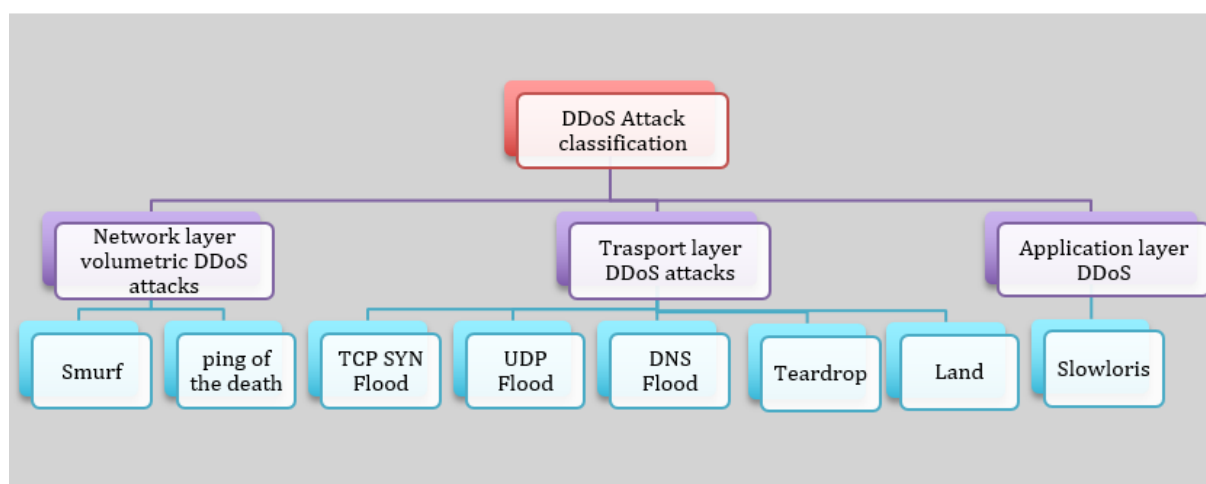 DDoS Attack
classification
Network layer
volumetric DDoS
attacks
Trasport layer
DDoS attacks
Application layer
DDoS
Smurf
ping of
the death
TCP SYN
Flood
UDP
Flood
DNS
Flood
Teardrop
Land
Slowloris